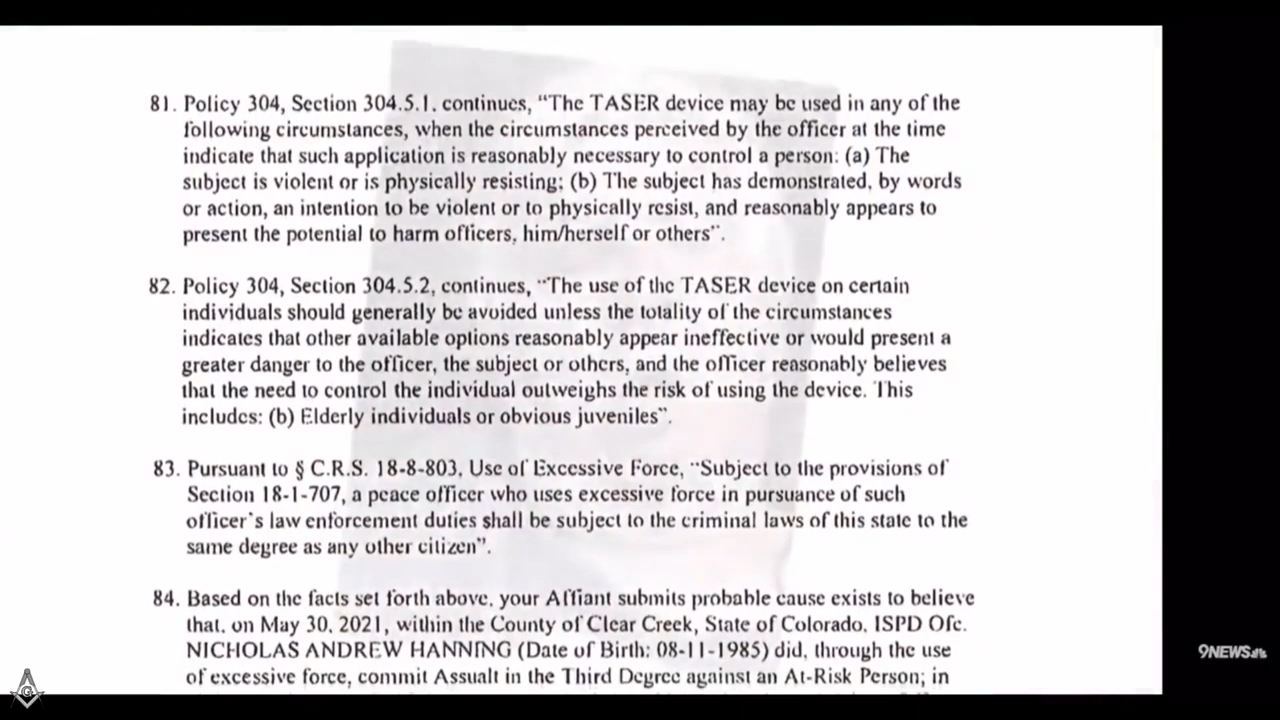 81. Policy 304, Section 304.5.1, continues, “The TASER device may be used in any of the
following circumstances, when the circumstances perceived by the officer at the time
indicate that such application is reasonably necessary to control a person: (a) The
subject is violent or is physically resisting; (b) The subject has demonstrated, by words
or action, an intention to be violent or to physically resist, and reasonably appears to
present the potential to harm officers, him/herself or others”.
82. Policy 304, Section 304.5.2, continues, “The use of the TASER device on certain
individuals should generally be avoided unless the totality of the circumstances
indicates that other available options reasonably appear ineffective or would present a
greater danger to the officer, the subject or others, and the officer reasonably believes
that the need to control the individual outweighs the risk of using the device. This
includes: (b) Elderly individuals or obvious juveniles”.
83. Pursuant to § C.R.S. 18-8-803, Use of Excessive Force, “Subject to the provisions of
Section 18-1-707, a peace officer who uses excessive force in pursuance of such
officer's law enforcement duties shall be subject to the criminal laws of this state to the
same degree as any other citizen”.
84. Based on the facts set forth above, your Affiant submits probable cause exists to believe
that, on May 30, 2021, within the County of Clear Creek, State of Colorado, ISPD Ofc.
NICHOLAS ANDREW HANNING (Date of Birth: 08-11-1985) did, through the use
of excessive force, commit Assualt in the Third Degree against an At-Risk Person; in
9NEWS
G